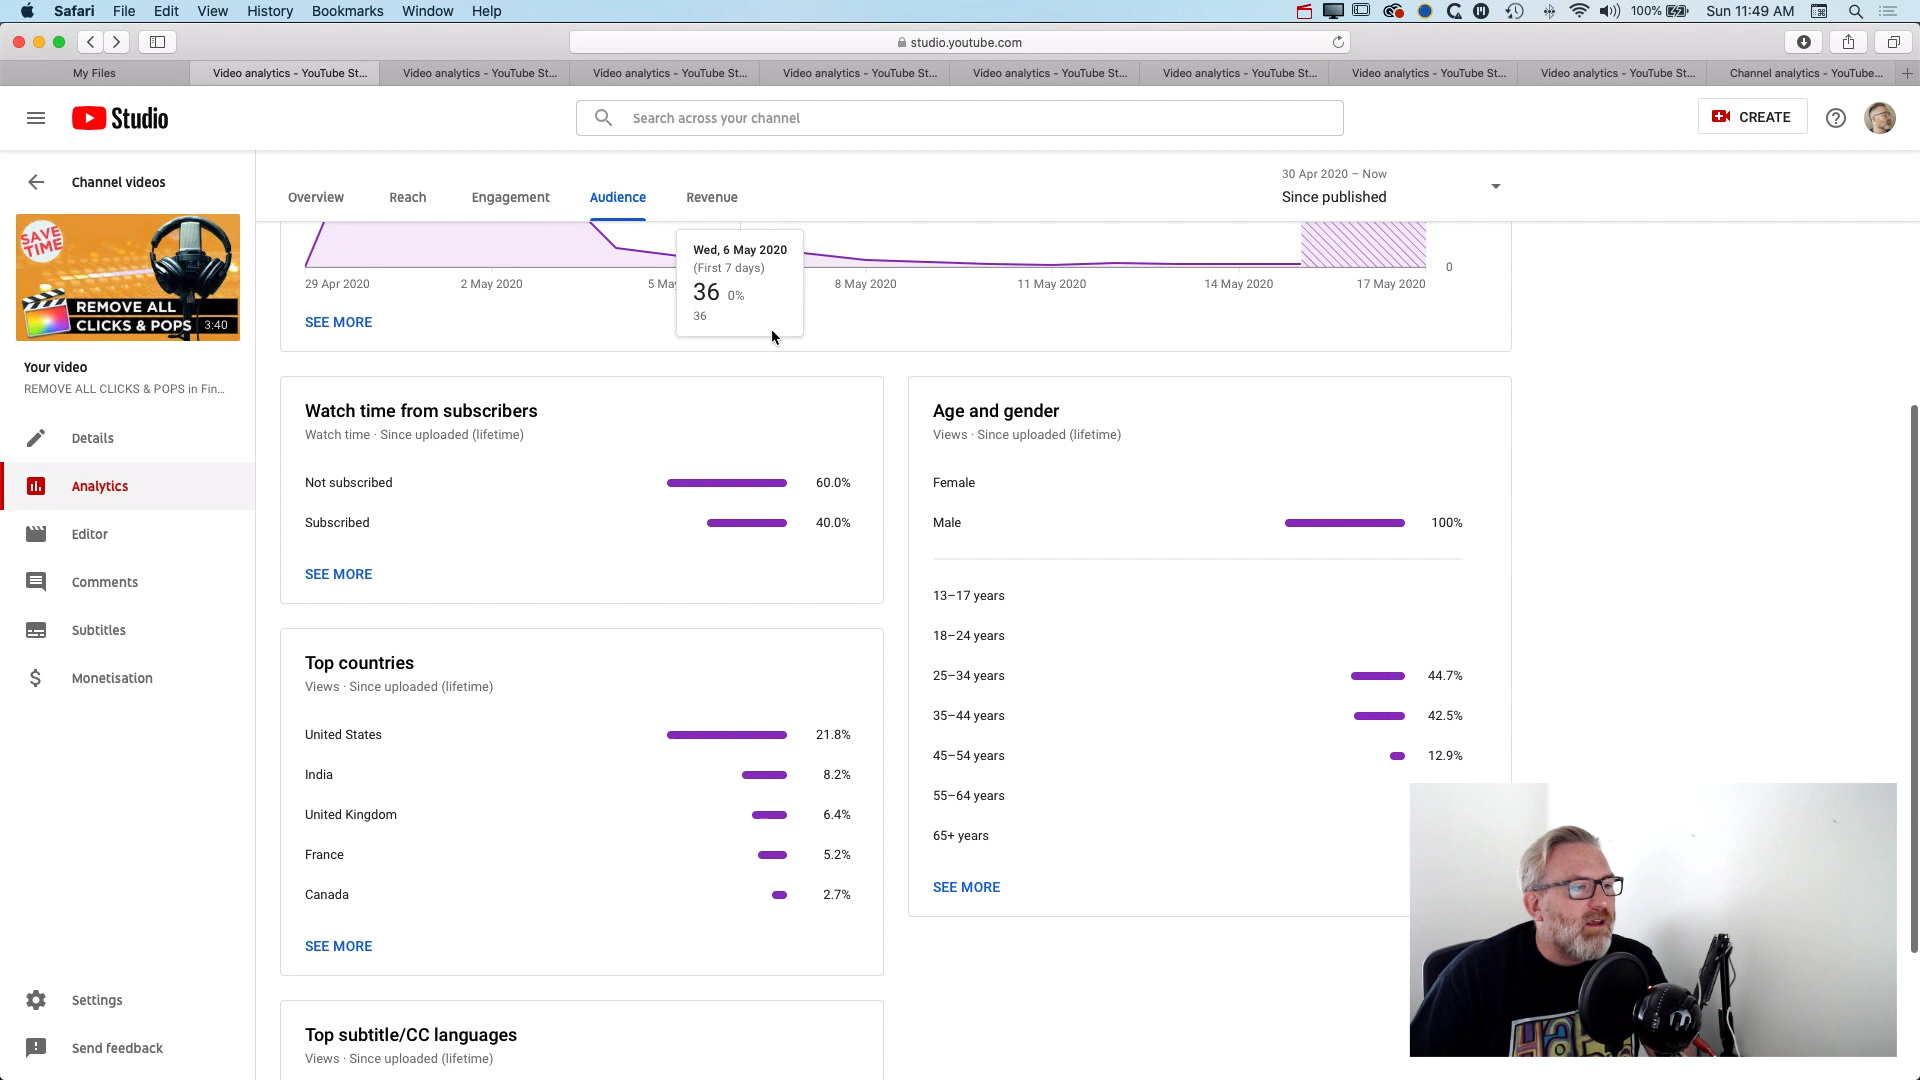 Safari File Edit View History Bookmarks Window Help
100% Sun 11:49 AM
studio.youtube.com
My Files
Video analytics - YouTube St...
Video analytics - YouTube St...
Video analytics - YouTube St...
Video analytics - YouTube St...
Video analytics - YouTube St...
Video analytics - YouTube St...
Video analytics - YouTube St...
Video analytics - YouTube St...
Channel analytics - YouTube...
Studio
Search across your channel
CREATE
Channel videos
SAVE
TIME
REMOVE ALL
CLICKS & POPS
3:40
Your video
REMOVE ALL CLICKS & POPS in Fin...
Details
Analytics
Editor
Comments
Subtitles
Monetisation
Settings
Send feedback
Overview Reach Engagement Audience Revenue
30 Apr 2020 – Now
Since published
Wed, 6 May 2020
(First 7 days)
36 0%
36
0
29 Apr 2020 2 May 2020 5 May 8 May 2020 11 May 2020 14 May 2020 17 May 2020
SEE MORE
Watch time from subscribers
Watch time · Since uploaded (lifetime)
Not subscribed 60.0%
Subscribed 40.0%
SEE MORE
Top countries
Views · Since uploaded (lifetime)
United States 21.8%
India 8.2%
United Kingdom 6.4%
France 5.2%
Canada 2.7%
SEE MORE
Top subtitle/CC languages
Views · Since uploaded (lifetime)
Age and gender
Views · Since uploaded (lifetime)
Female
Male 100%
13–17 years
18–24 years
25–34 years 44.7%
35–44 years 42.5%
45–54 years 12.9%
55–64 years
65+ years
SEE MORE